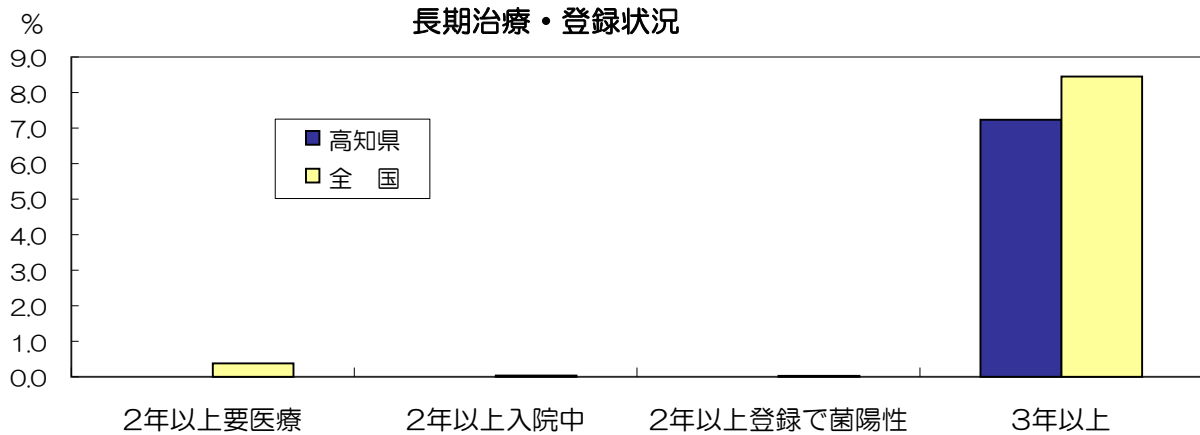 長期治療・登録状況
%
9.0
8.0
7.0
6.0
5.0
4.0
3.0
2.0
1.0
0.0
高知県
全　国
2年以上要医療
2年以上入院中
2年以上登録で菌陽性
3年以上